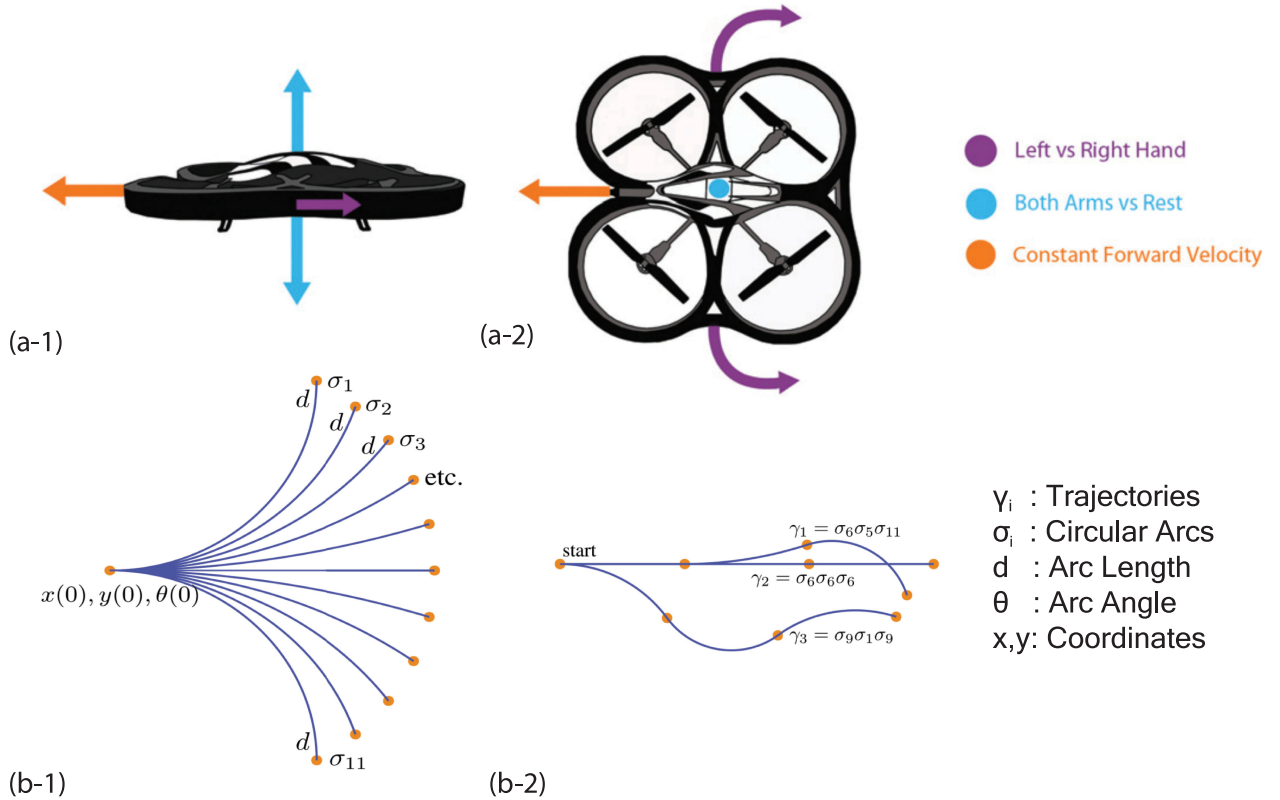 Left vs Right Hand
Both Arms vs Rest
Constant Forward Velocity
(a-1)
(a-2)
d
σ₁
d
σ₂
d
σ₃
etc.
x(0), y(0), θ(0)
d
σ₁₁
(b-1)
start
γ₁ = σ₆σ₅σ₁₁
γ₂ = σ₆σ₆σ₆
γ₃ = σ₉σ₁σ₉
(b-2)
γᵢ : Trajectories
σᵢ : Circular Arcs
d : Arc Length
θ : Arc Angle
x,y: Coordinates